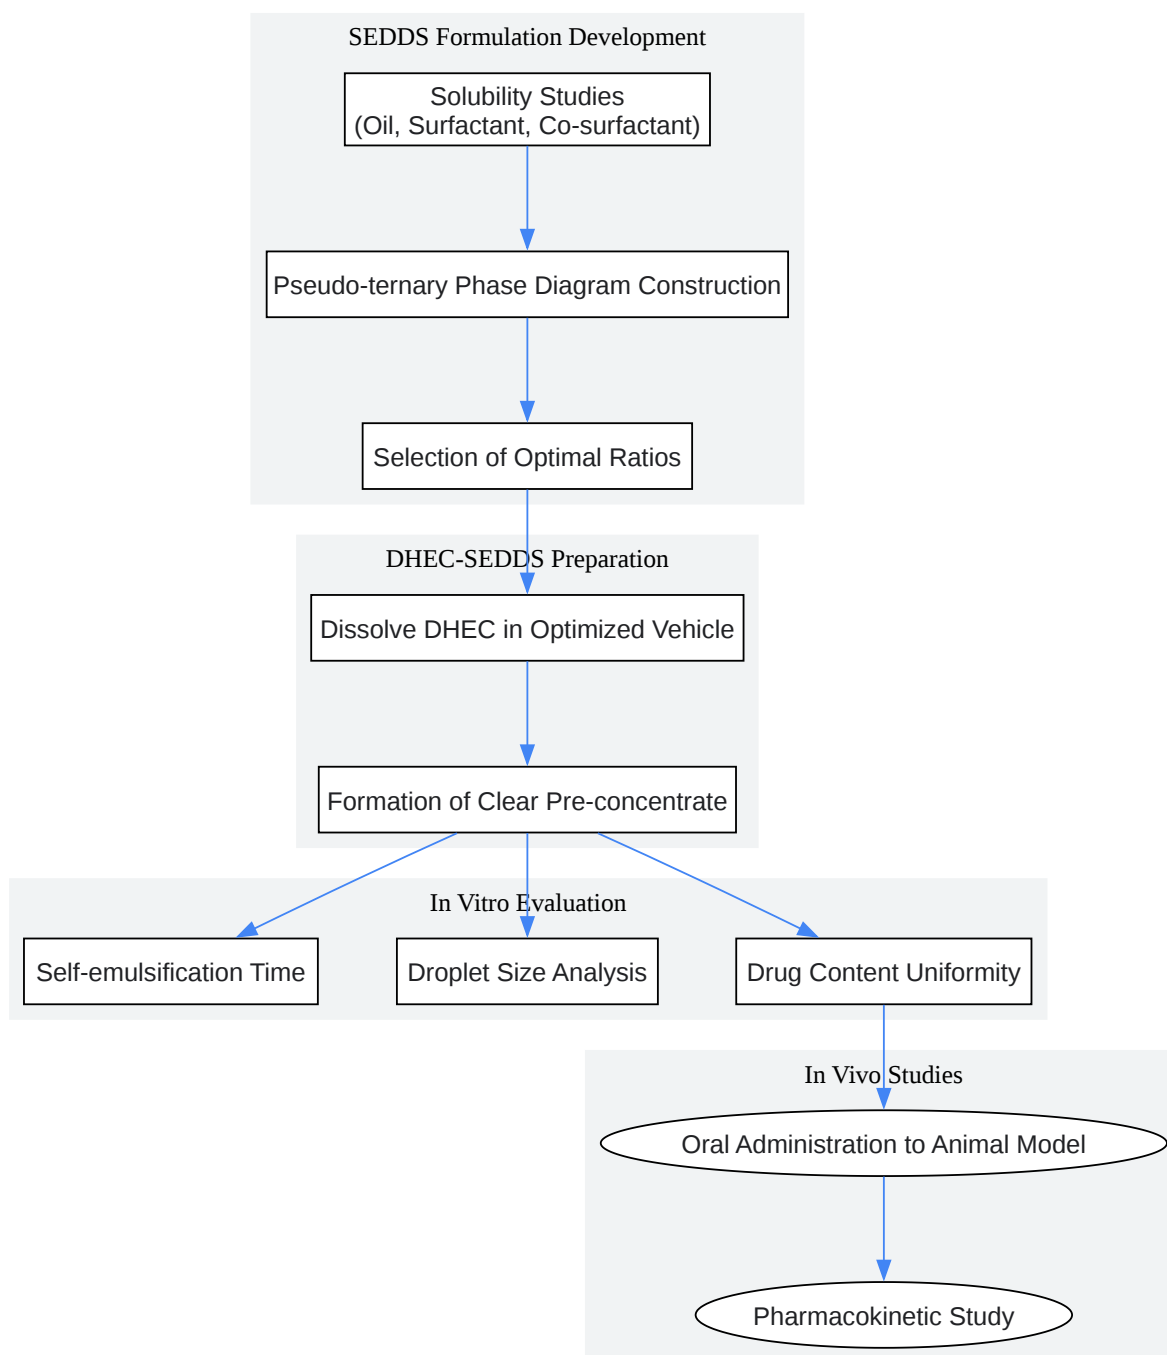 SEDDS Formulation Development
Solubility Studies
(Oil, Surfactant, Co-surfactant)
Pseudo-ternary Phase Diagram Construction
Selection of Optimal Ratios
DHEC-SEDDS Preparation
Dissolve DHEC in Optimized Vehicle
Formation of Clear Pre-concentrate
In Vitro Evaluation
Self-emulsification Time
Droplet Size Analysis
Drug Content Uniformity
In Vivo Studies
Oral Administration to Animal Model
Pharmacokinetic Study